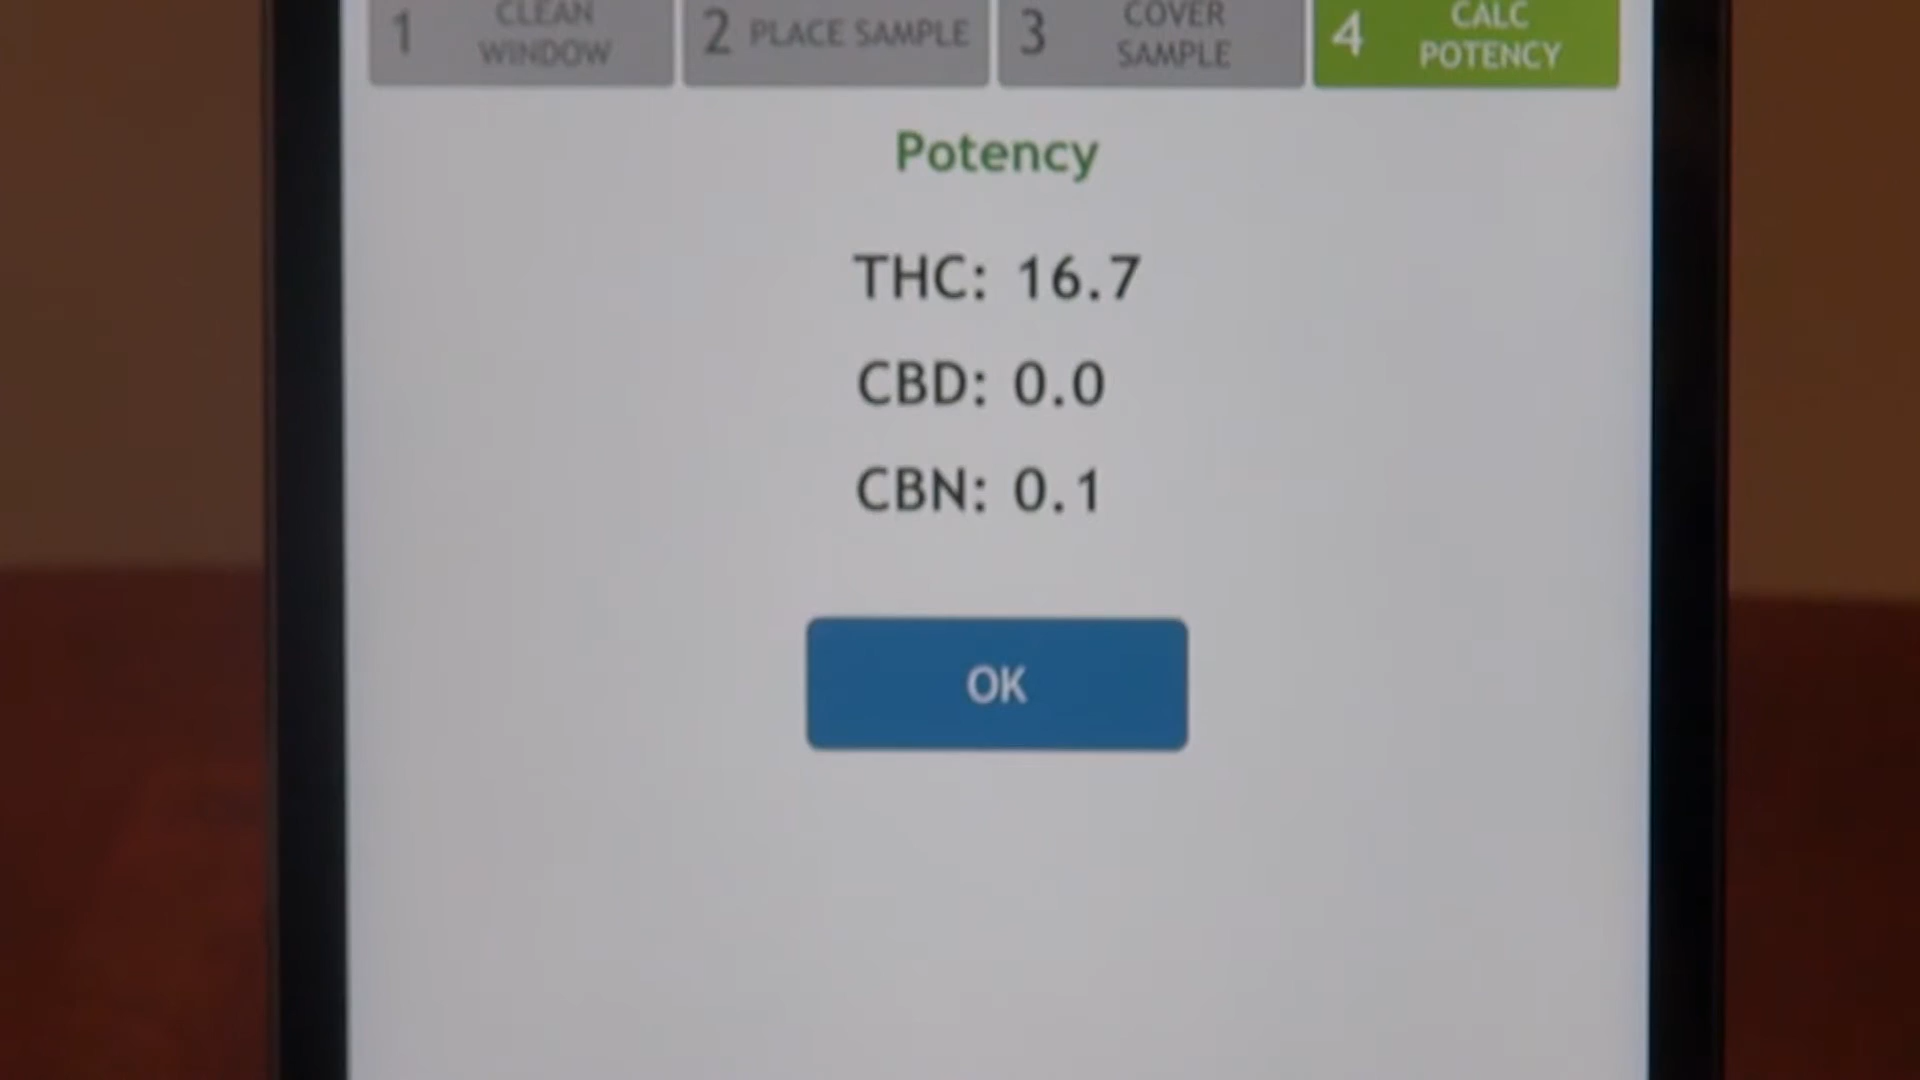 1 CLEAN WINDOW
2 PLACE SAMPLE
3 COVER SAMPLE
4 CALC POTENCY
Potency
THC: 16.7
CBD: 0.0
CBN: 0.1
OK